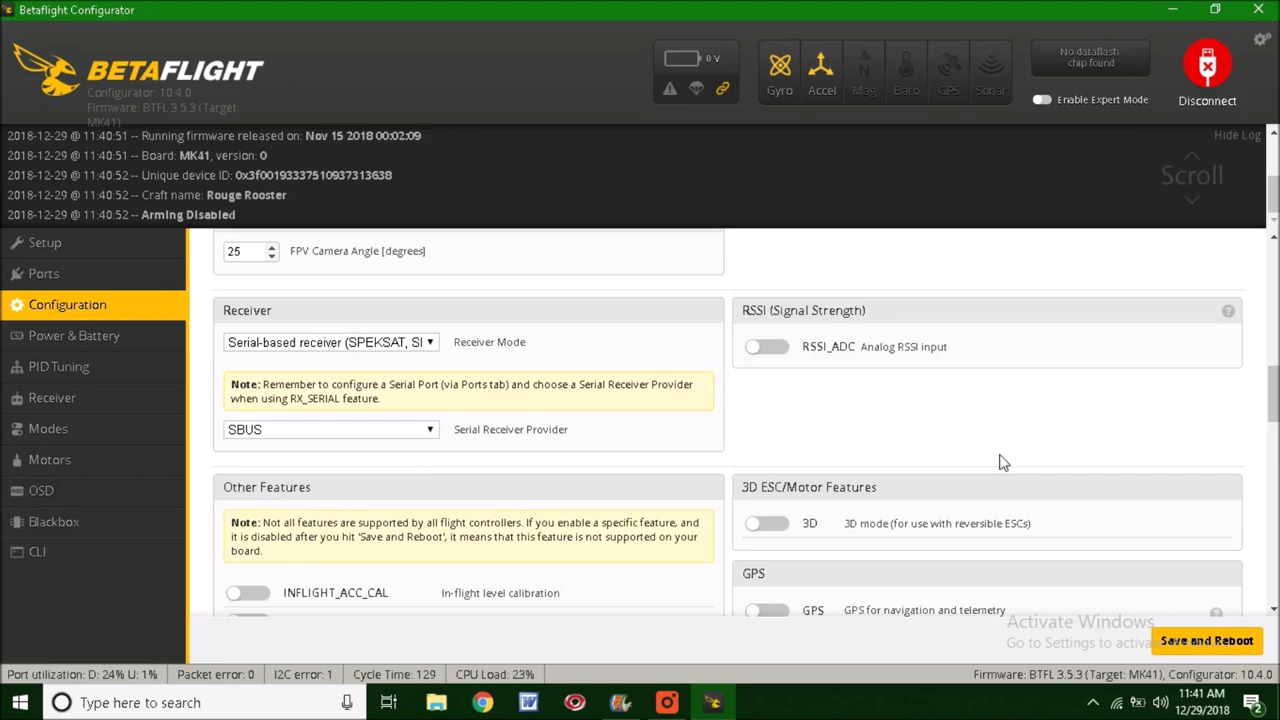 Betaflight Configurator
BETAFLIGHT
Configurator: 10.4.0
Firmware: BTFL 3.5.3 (Target:
MK41)
0 V
Gyro
Accel
Mag
Baro
GPS
Sonar
No dataflash
chip found
Enable Expert Mode
Disconnect
2018-12-29 @ 11:40:51 -- Running firmware released on: Nov 15 2018 00:02:09
2018-12-29 @ 11:40:51 -- Board: MK41, version: 0
2018-12-29 @ 11:40:52 -- Unique device ID: 0x3f00193337510937313638
2018-12-29 @ 11:40:52 -- Craft name: Rouge Rooster
2018-12-29 @ 11:40:52 -- Arming Disabled
Hide Log
Scroll
Setup
Ports
Configuration
Power & Battery
PID Tuning
Receiver
Modes
Motors
OSD
Blackbox
CLI
25 FPV Camera Angle [degrees]
Receiver
Serial-based receiver (SPEKSAT, SI Receiver Mode
Note: Remember to configure a Serial Port (via Ports tab) and choose a Serial Receiver Provider
when using RX_SERIAL feature.
SBUS Serial Receiver Provider
RSSI (Signal Strength)
?
RSSI_ADC Analog RSSI input
Other Features
Note: Not all features are supported by all flight controllers. If you enable a specific feature, and
it is disabled after you hit 'Save and Reboot', it means that this feature is not supported on your
board.
INFLIGHT_ACC_CAL In-flight level calibration
3D ESC/Motor Features
3D 3D mode (for use with reversible ESCs)
GPS
GPS GPS for navigation and telemetry
?
Activate Windows
Go to Settings to activa
Save and Reboot
Port utilization: D: 24% U: 1%
Packet error: 0
I2C error: 1
Cycle Time: 129
CPU Load: 23%
Firmware: BTFL 3.5.3 (Target: MK41), Configurator: 10.4.0
Type here to search
11:41 AM
12/29/2018
2